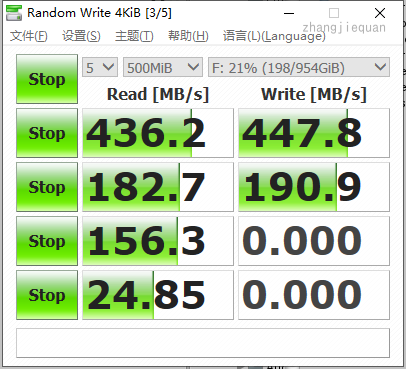 Random Write 4KiB [3/5]
zhangjiequan
文件(F) 设置(S) 主题(T) 帮助(H) 语言(L)(Language)
Stop 5 500MiB F: 21% (198/954GiB)
Read [MB/s] Write [MB/s]
Stop 436.2 447.8
Stop 182.7 190.9
Stop 156.3 0.000
Stop 24.85 0.000